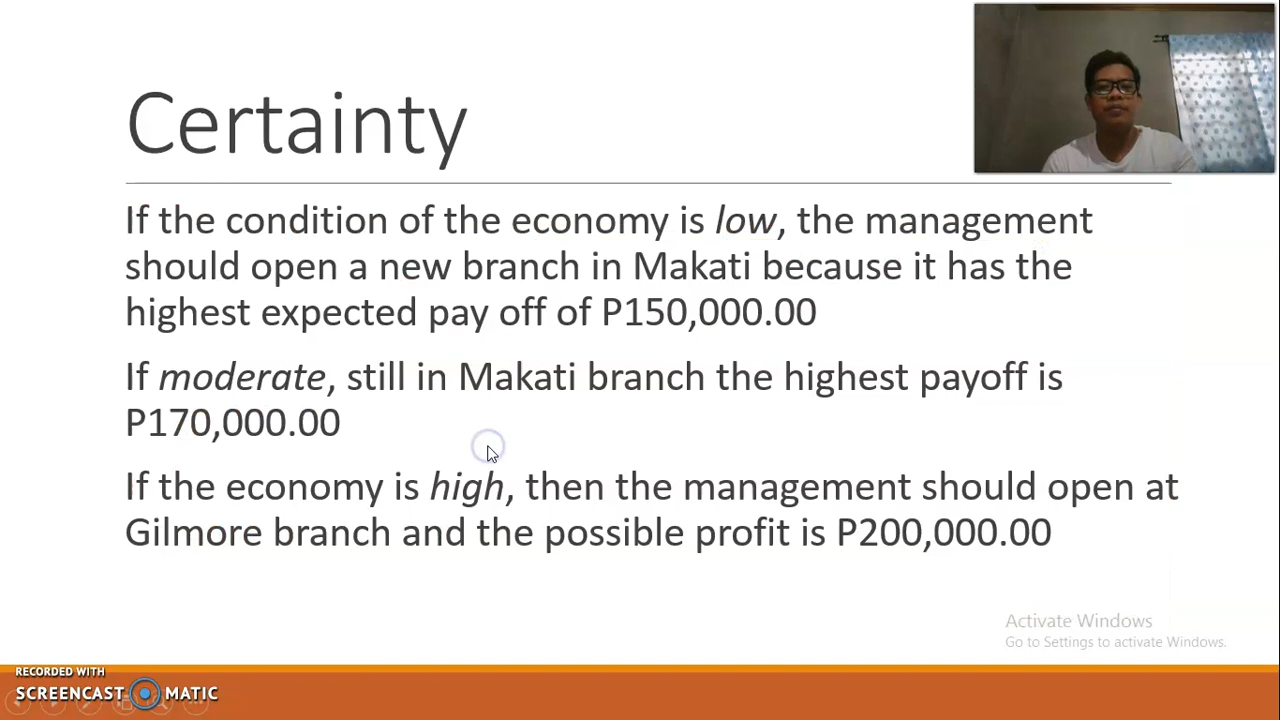 Certainty
If the condition of the economy is low, the management
should open a new branch in Makati because it has the
highest expected pay off of P150,000.00
If moderate, still in Makati branch the highest payoff is
P170,000.00
If the economy is high, then the management should open at
Gilmore branch and the possible profit is P200,000.00
Activate Windows
Go to Settings to activate Windows.
RECORDED WITH
SCREENCAST MATIC